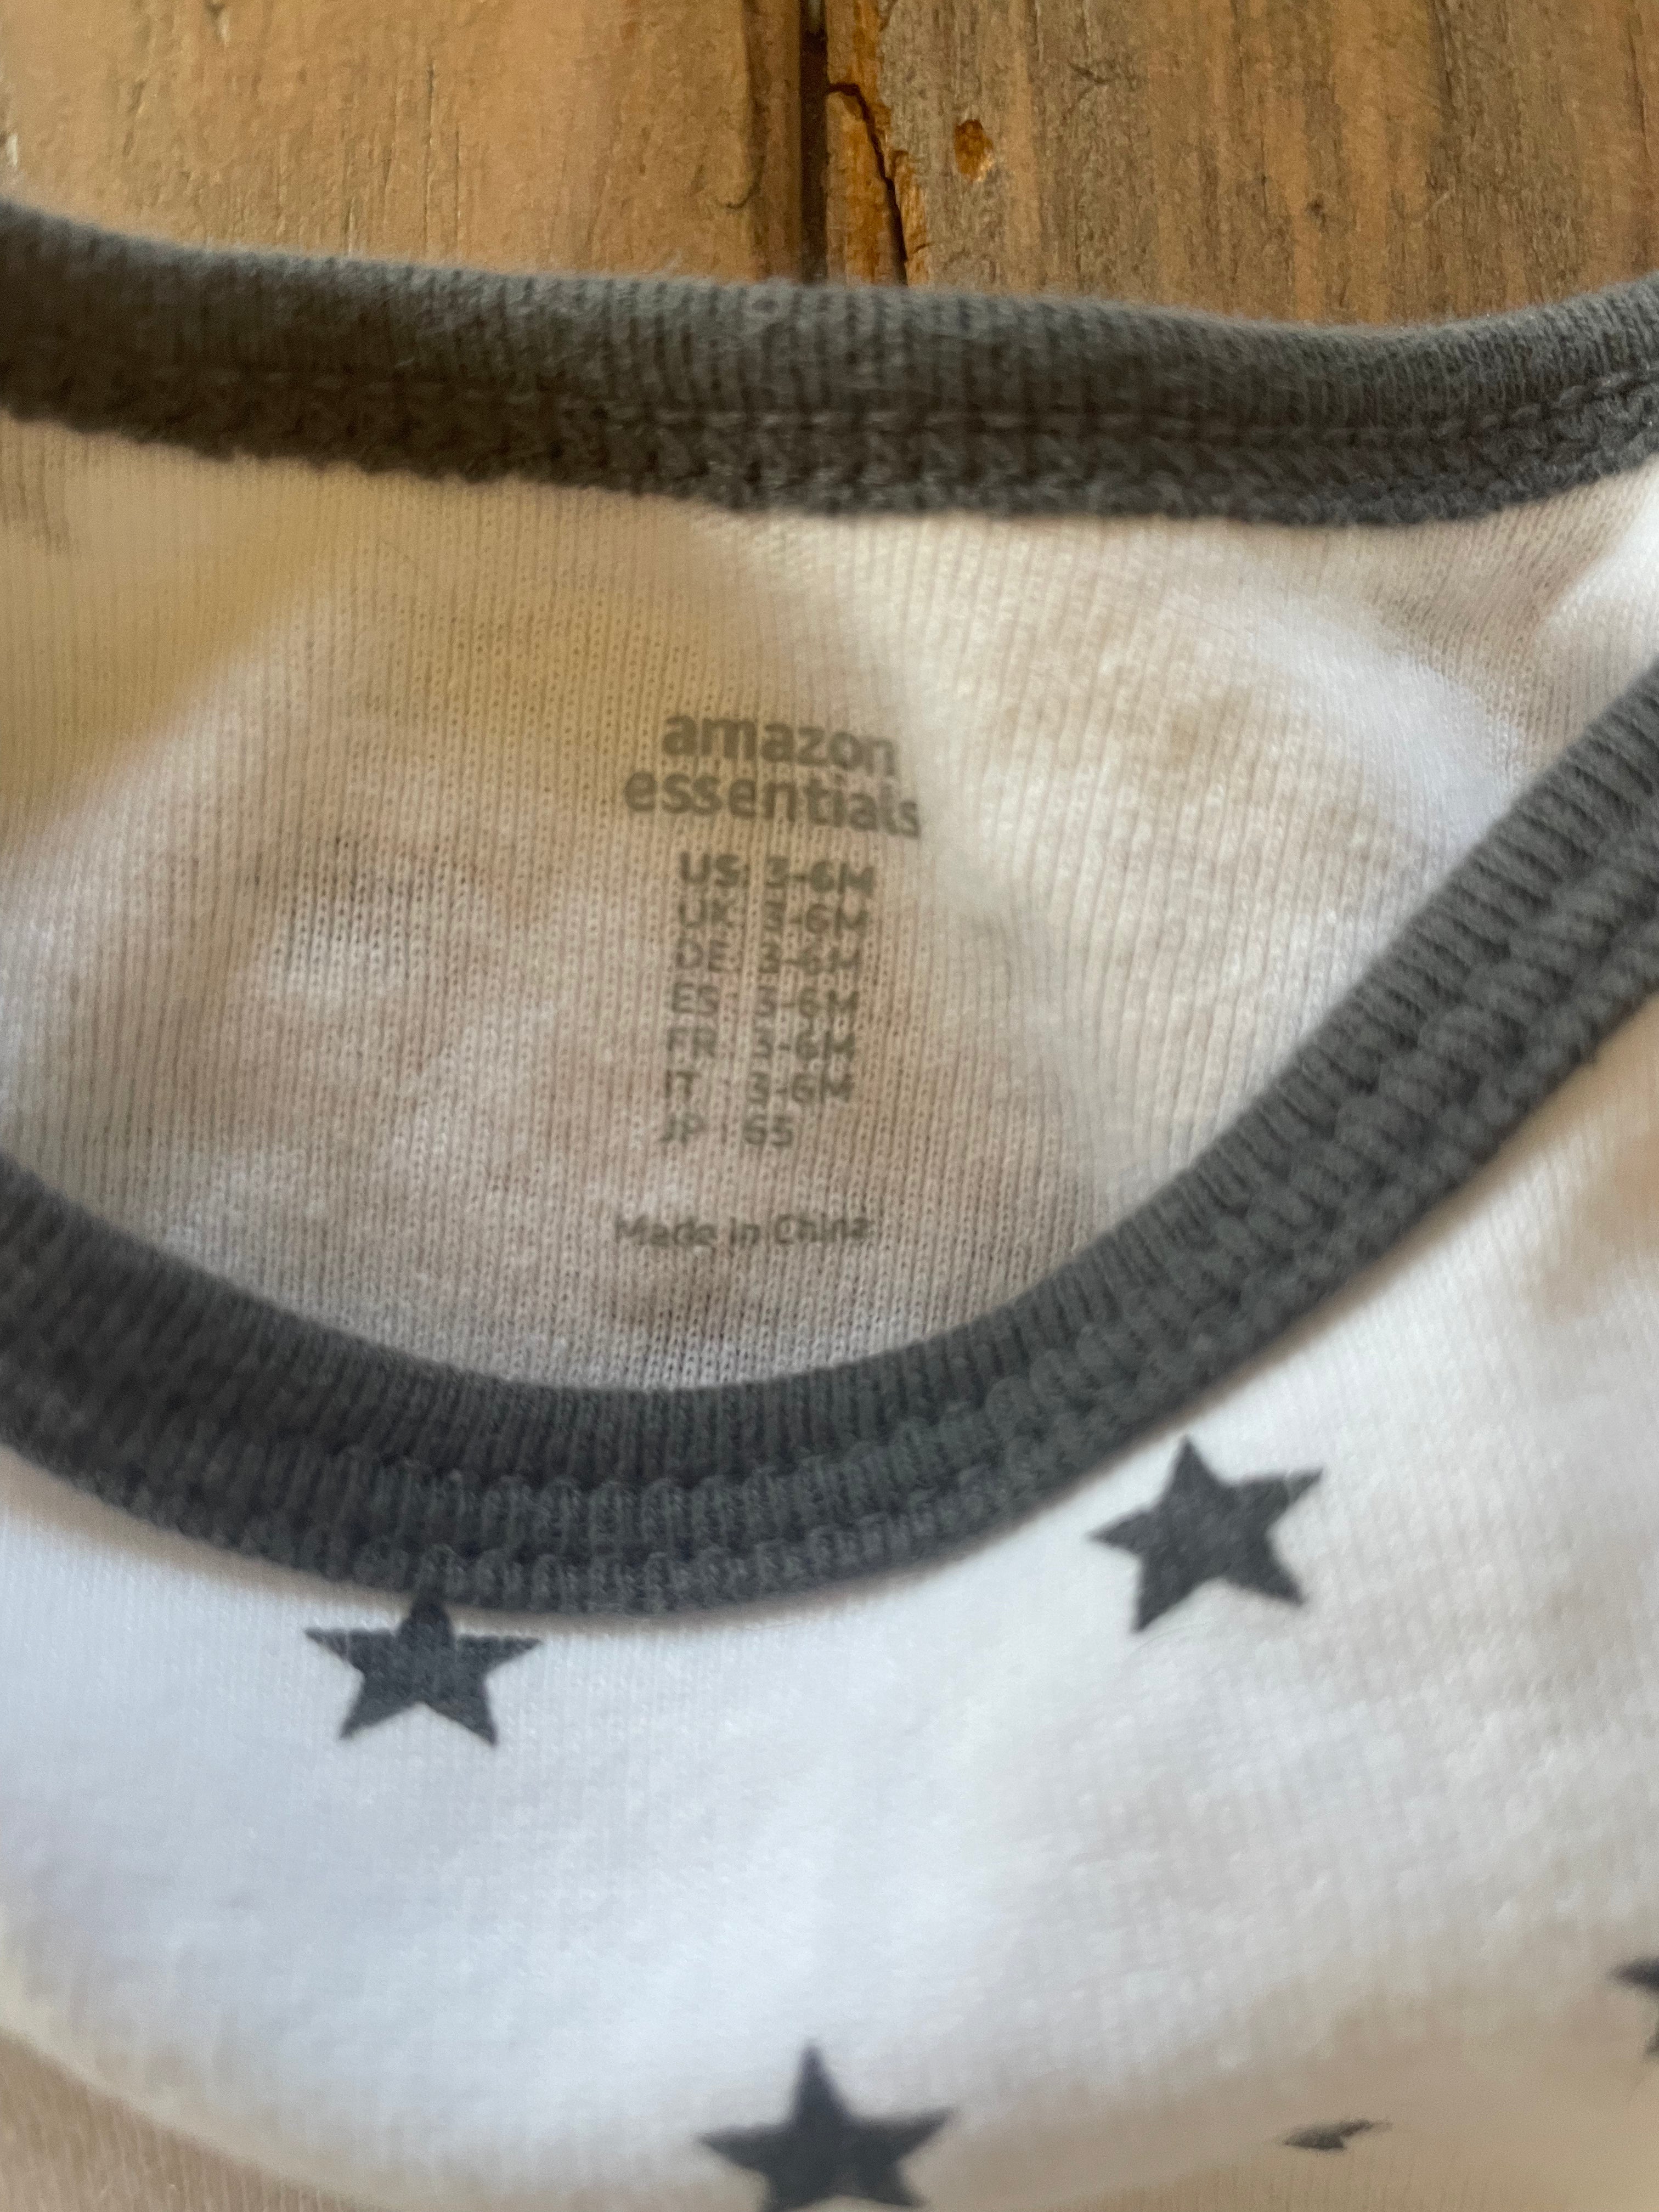 amazon
essentials
US: 3-6M
UK: 3-6M
DE: 3-6M
ES: 3-6M
FR: 3-6M
IT: 3-6M
JP: 65
Made in China